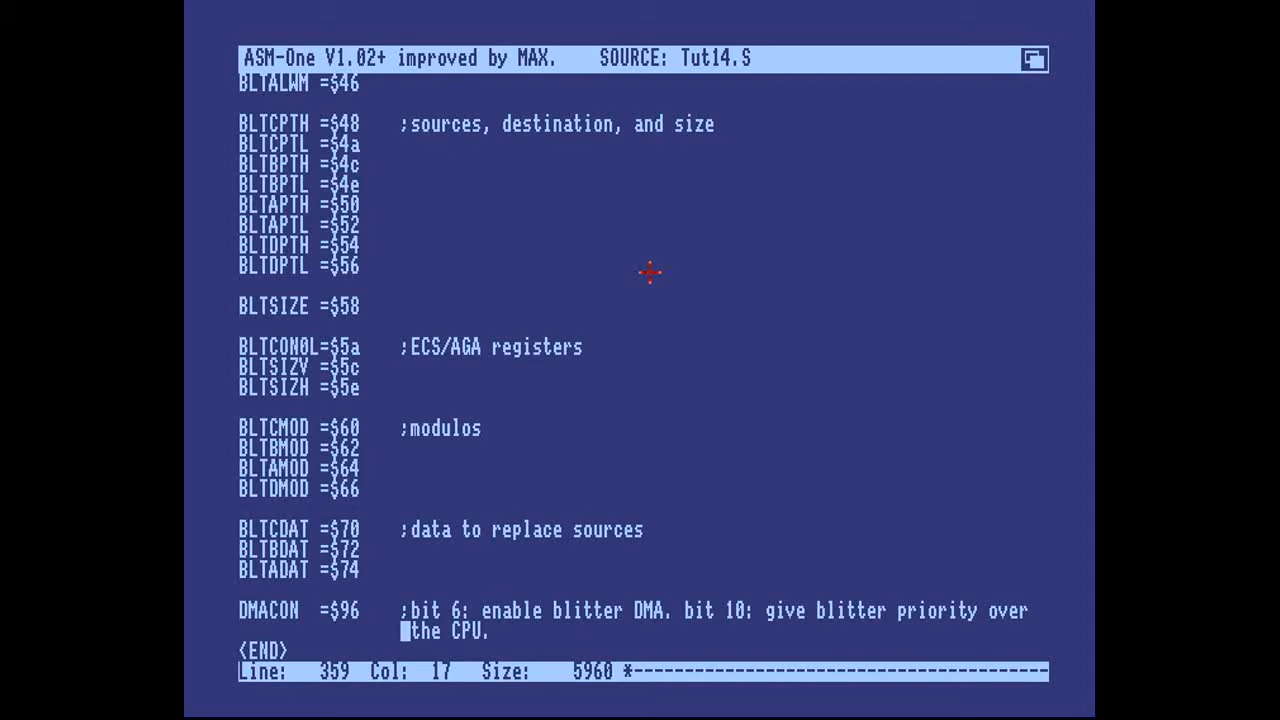 ASM-One V1.02+ improved by MAX.    SOURCE: Tut14.S
BLTALWM =$46
BLTCPTH =$48    ;sources, destination, and size
BLTCPTL =$4a
BLTBPTH =$4c
BLTBPTL =$4e
BLTAPTH =$50
BLTAPTL =$52
BLTDPTH =$54
BLTDPTL =$56
BLTSIZE =$58
BLTCON0L=$5a    ;ECS/AGA registers
BLTSIZV =$5c
BLTSIZH =$5e
BLTCMOD =$60    ;modulos
BLTBMOD =$62
BLTAMOD =$64
BLTDMOD =$66
BLTCDAT =$70    ;data to replace sources
BLTBDAT =$72
BLTADAT =$74
DMACON  =$96    ;bit 6: enable blitter DMA. bit 10: give blitter priority over
the CPU.
<END>
Line:   359 Col:  17   Size:    5960 *-----------------------------------------